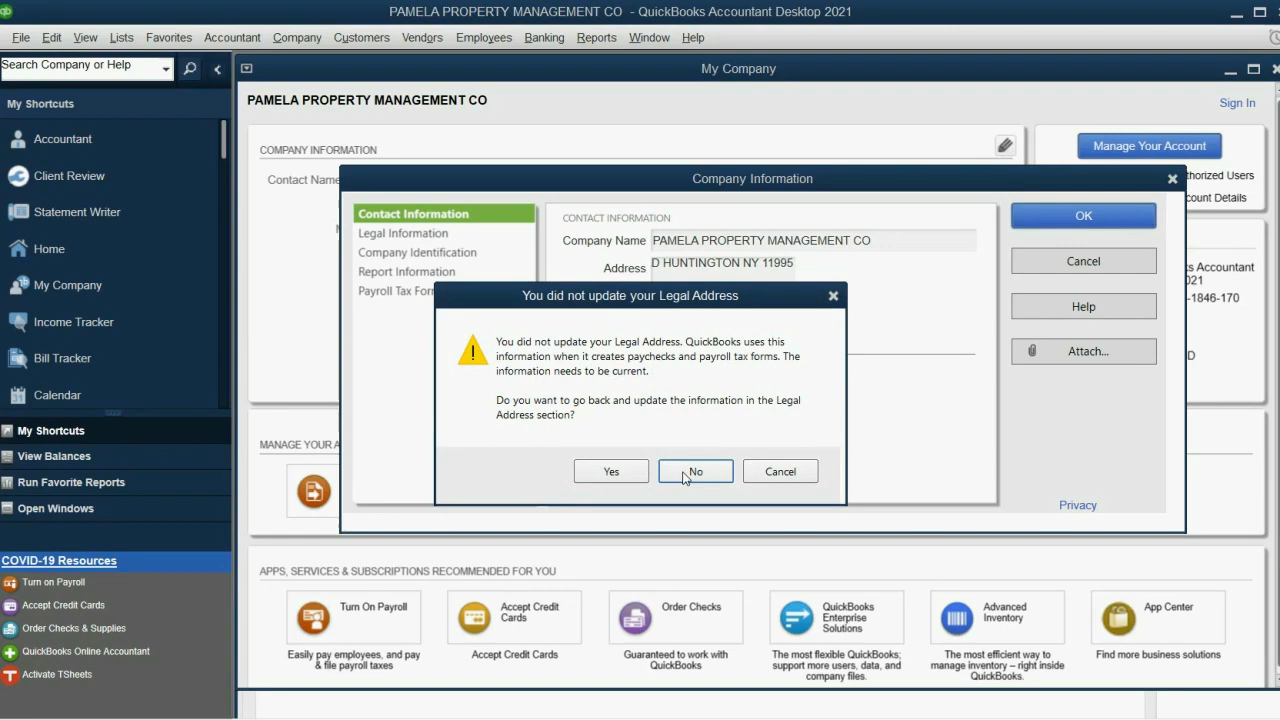 PAMELA PROPERTY MANAGEMENT CO - QuickBooks Accountant Desktop 2021
File Edit View Lists Favorites Accountant Company Customers Vendors Employees Banking Reports Window Help
Search Company or Help
My Company
My Shortcuts
PAMELA PROPERTY MANAGEMENT CO
Sign In
Accountant
Client Review
Statement Writer
Home
My Company
Income Tracker
Bill Tracker
Calendar
My Shortcuts
View Balances
Run Favorite Reports
Open Windows
COVID-19 Resources
Turn on Payroll
Accept Credit Cards
Order Checks & Supplies
QuickBooks Online Accountant
Activate TSheets
COMPANY INFORMATION
Contact Name
Manage Your Account
thorized Users
count Details
s Accountant
021
-1846-170
D
MANAGE YOUR A
Company Information
Contact Information
Legal Information
Company Identification
Report Information
Payroll Tax Form
CONTACT INFORMATION
Company Name PAMELA PROPERTY MANAGEMENT CO
Address D HUNTINGTON NY 11995
OK
Cancel
Help
Attach...
Privacy
You did not update your Legal Address
You did not update your Legal Address. QuickBooks uses this
information when it creates paychecks and payroll tax forms. The
information needs to be current.
Do you want to go back and update the information in the Legal
Address section?
Yes No Cancel
APPS, SERVICES & SUBSCRIPTIONS RECOMMENDED FOR YOU
Turn On Payroll
Easily pay employees, and pay
& file payroll taxes
Accept Credit
Cards
Accept Credit Cards
Order Checks
Guaranteed to work with
QuickBooks
QuickBooks
Enterprise
Solutions
The most flexible QuickBooks;
support more users, data, and
company files.
Advanced
Inventory
The most efficient way to
manage inventory – right inside
QuickBooks.
App Center
Find more business solutions